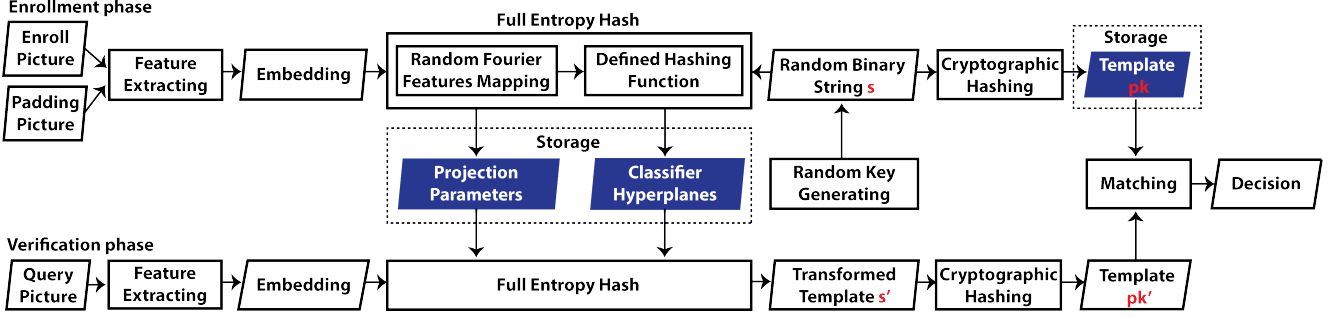 Enrollment phase
Enroll
Picture
Padding
Picture
Feature
Extracting
Embedding
Full Entropy Hash
Random Fourier
Features Mapping
Defined Hashing
Function
Random Binary
String s
Cryptographic
Hashing
Storage
Template
pk
Storage
Projection
Parameters
Classifier
Hyperplanes
Random Key
Generating
Matching
Decision
Verification phase
Query
Picture
Feature
Extracting
Embedding
Full Entropy Hash
Transformed
Template s’
Cryptographic
Hashing
Template
pk’